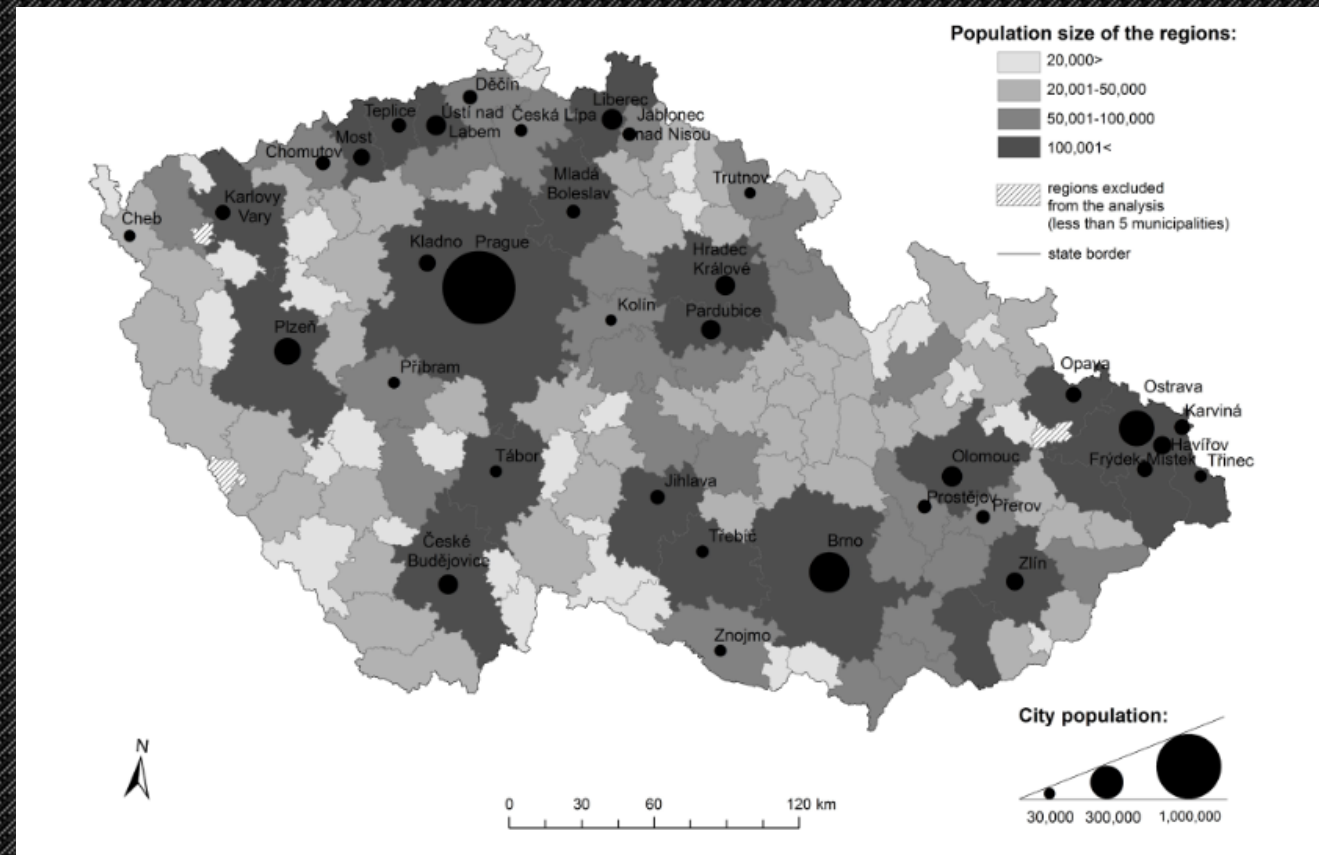 Population size of the regions:
20,000>
20,001-50,000
50,001-100,000
100,001<
regions excluded
from the analysis
(less than 5 municipalities)
state border
Děčín
Teplice
Ústí nad
Labem
Česká Lípa
Liberec
Jablonec
nad Nisou
Most
Chomutov
Karlovy
Vary
Cheb
Mladá
Boleslav
Trutnov
Kladno
Prague
Hradec
Králové
Kolín
Pardubice
Plzeň
Příbram
Opava
Ostrava
Karviná
Havířov
Frýdek-Místek
Třinec
Tábor
Jihlava
Olomouc
Prostějov
Přerov
České
Budějovice
Třebíč
Brno
Zlín
Znojmo
City population:
30,000
300,000
1,000,000
N
0
30
60
120 km